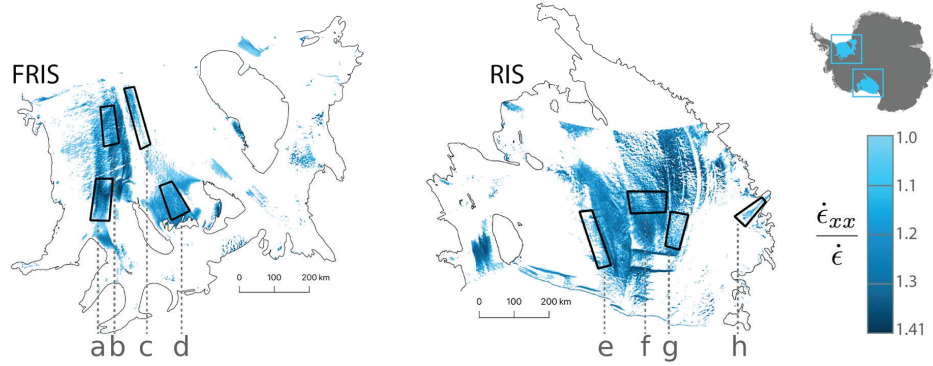 FRIS
RIS
0 100 200 km
0 100 200 km
a b c d
e f g h
ϵ̇xx
ϵ̇
1.0
1.1
1.2
1.3
1.41